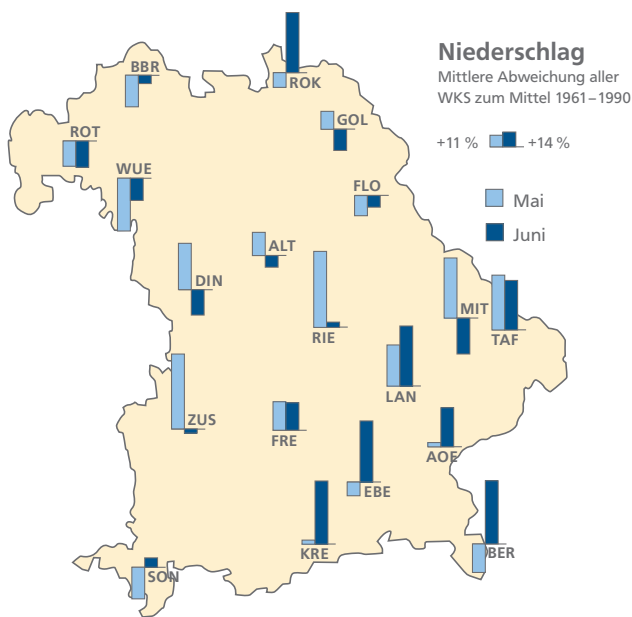 Niederschlag
Mittlere Abweichung aller
WKS zum Mittel 1961–1990
+11 % +14 %
Mai
Juni
BBR
ROK
GOL
ROT
WUE
FLO
ALT
DIN
MIT
RIE
TAF
LAN
ZUS
FRE
AOE
EBE
KRE
BER
SON